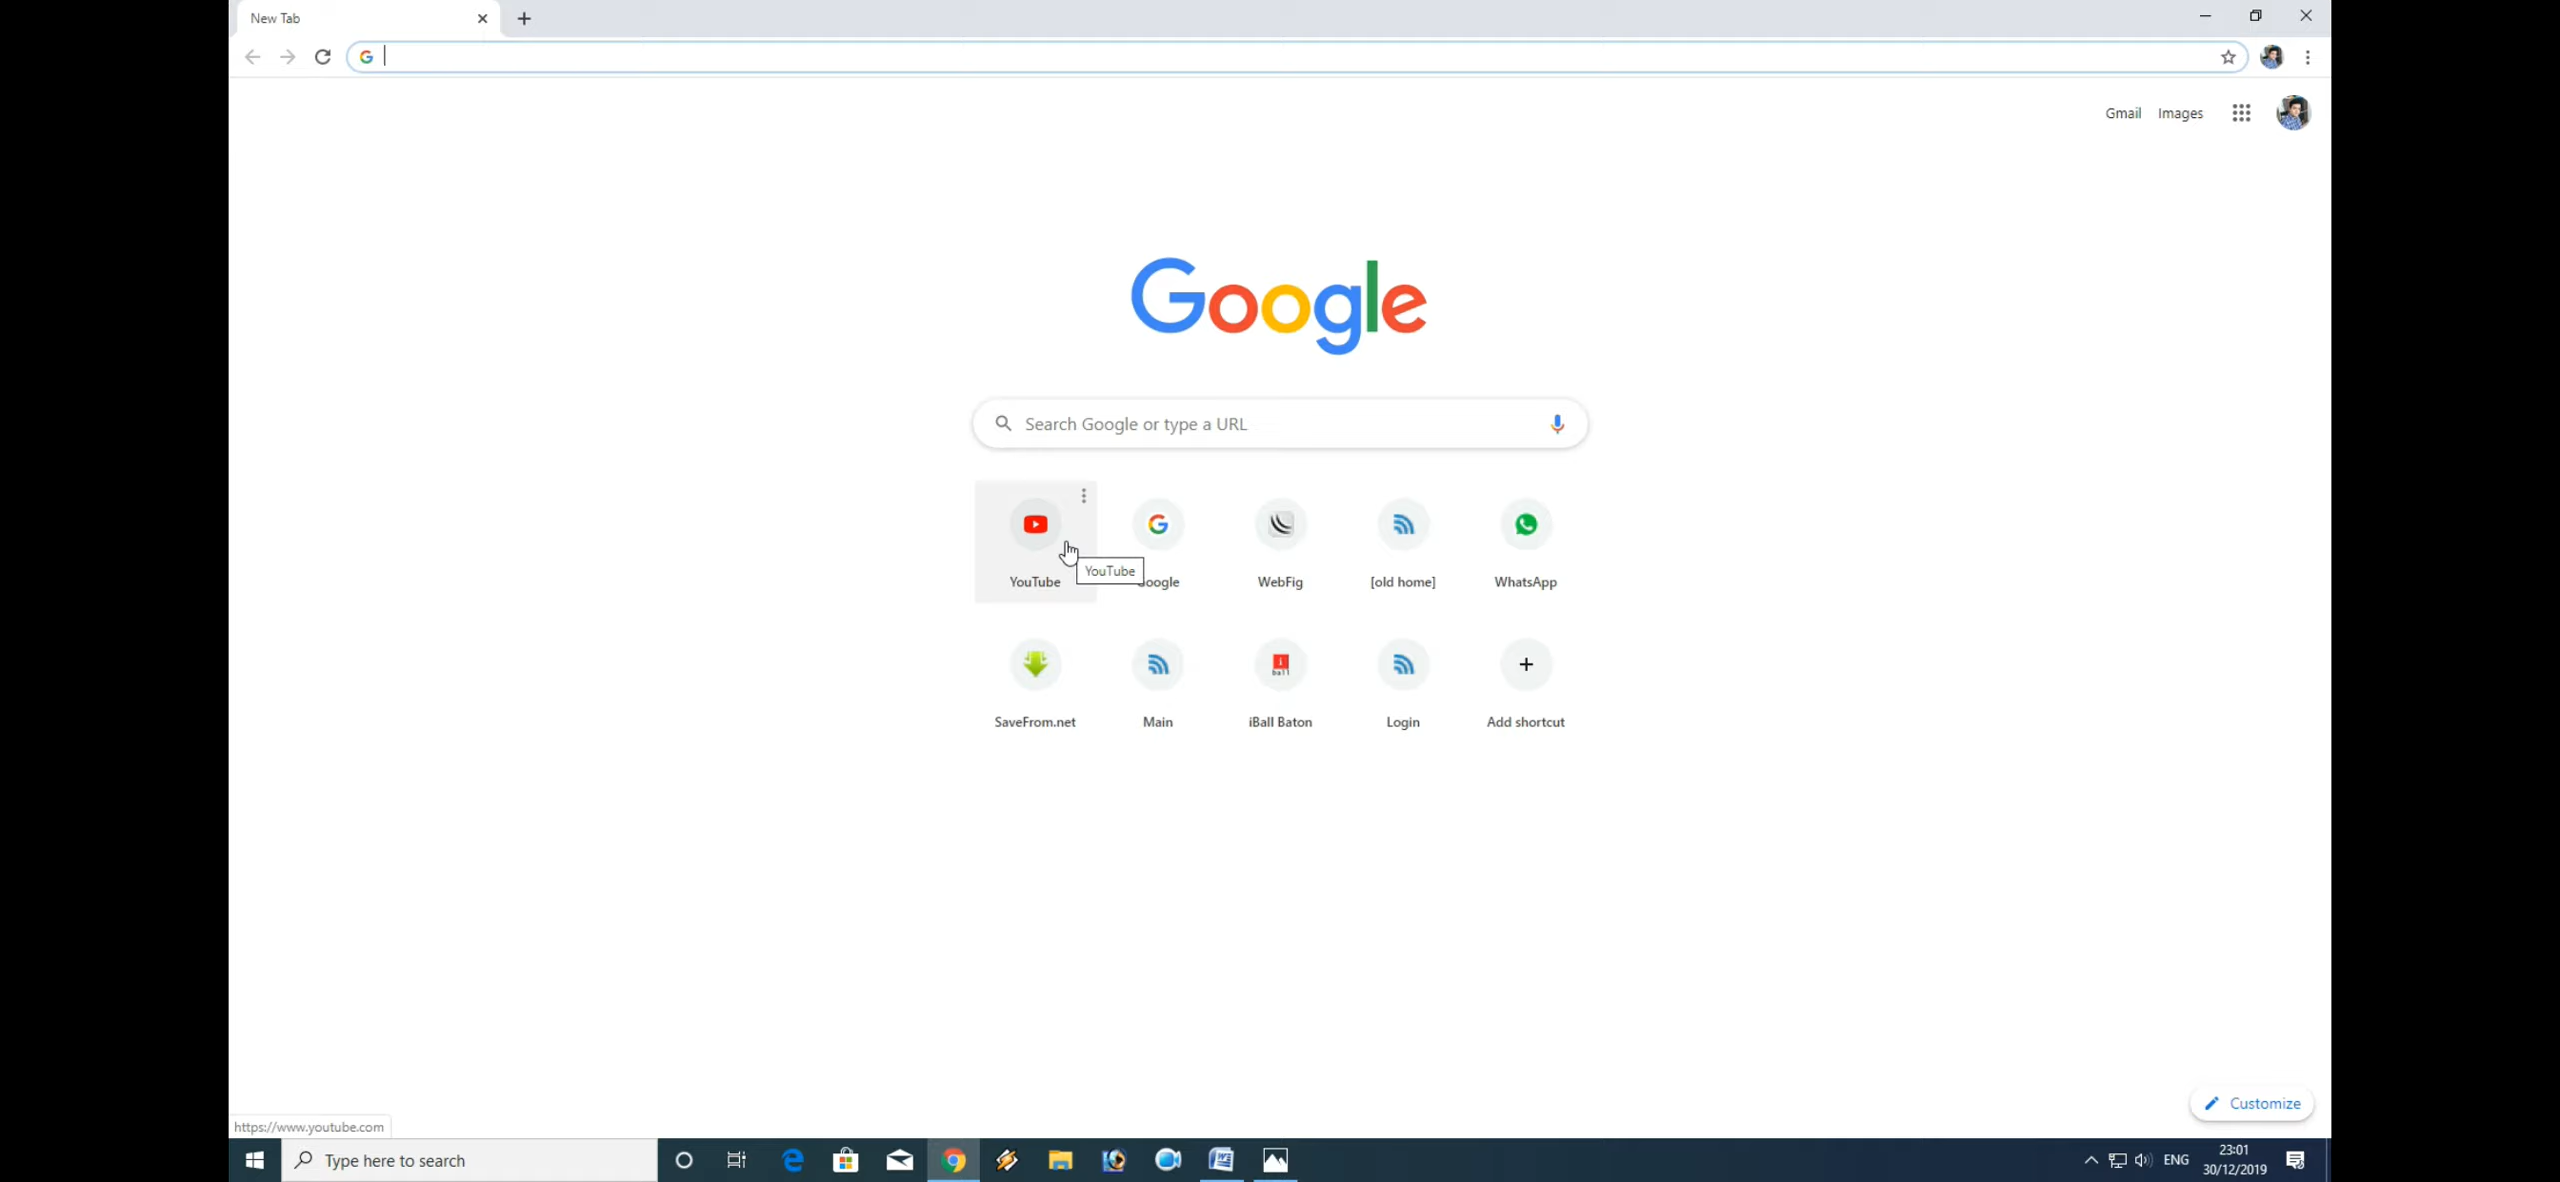 New Tab
Gmail Images
Google
Search Google or type a URL
YouTube
YouTube
oogle
WebFig
[old home]
WhatsApp
SaveFrom.net
Main
iBall Baton
Login
Add shortcut
Customize
https://www.youtube.com
Type here to search
ENG
23:01
30/12/2019